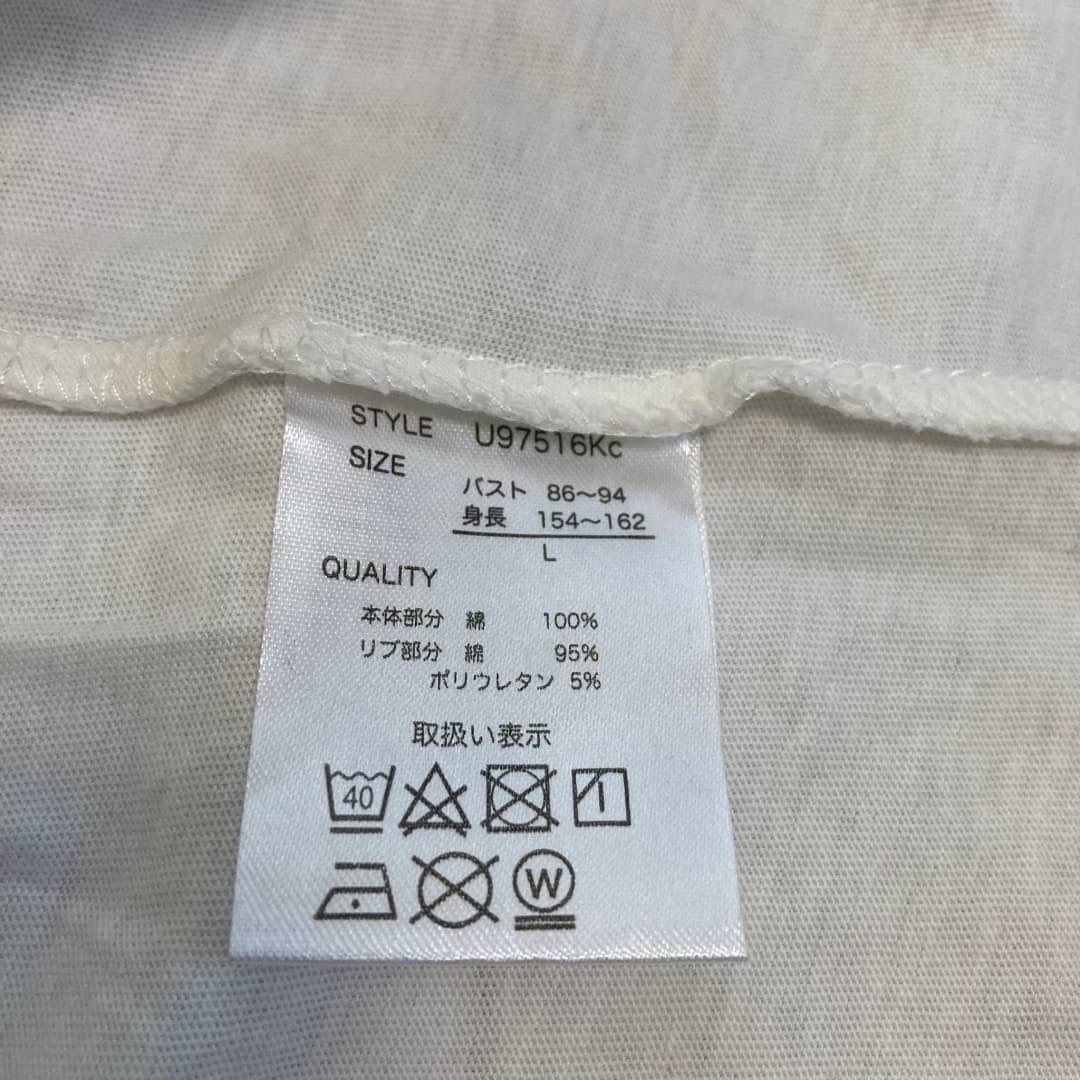 STYLE U97516Kc
SIZE
バスト 86〜94
身長 154〜162
L
QUALITY
本体部分 綿 100%
リブ部分 綿 95%
ポリウレタン 5%
取扱い表示
40
W